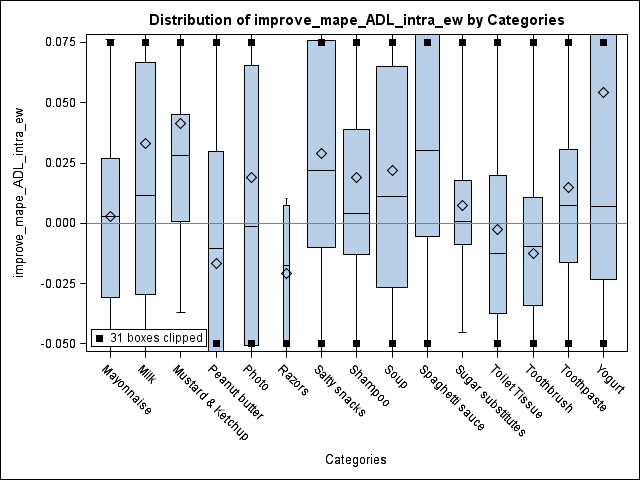 Distribution of improve_mape_ADL_intra_ew by Categories
improve_mape_ADL_intra_ew
0.075
0.050
0.025
0.000
-0.025
-0.050
31 boxes clipped
Mayonnaise
Milk
Mustard & Ketchup
Peanut butter
Photo
Razors
Salty snacks
Shampoo
Soup
Spaghetti sauce
Sugar substitutes
Toilet Tissue
Toothbrush
Toothpaste
Yogurt
Categories